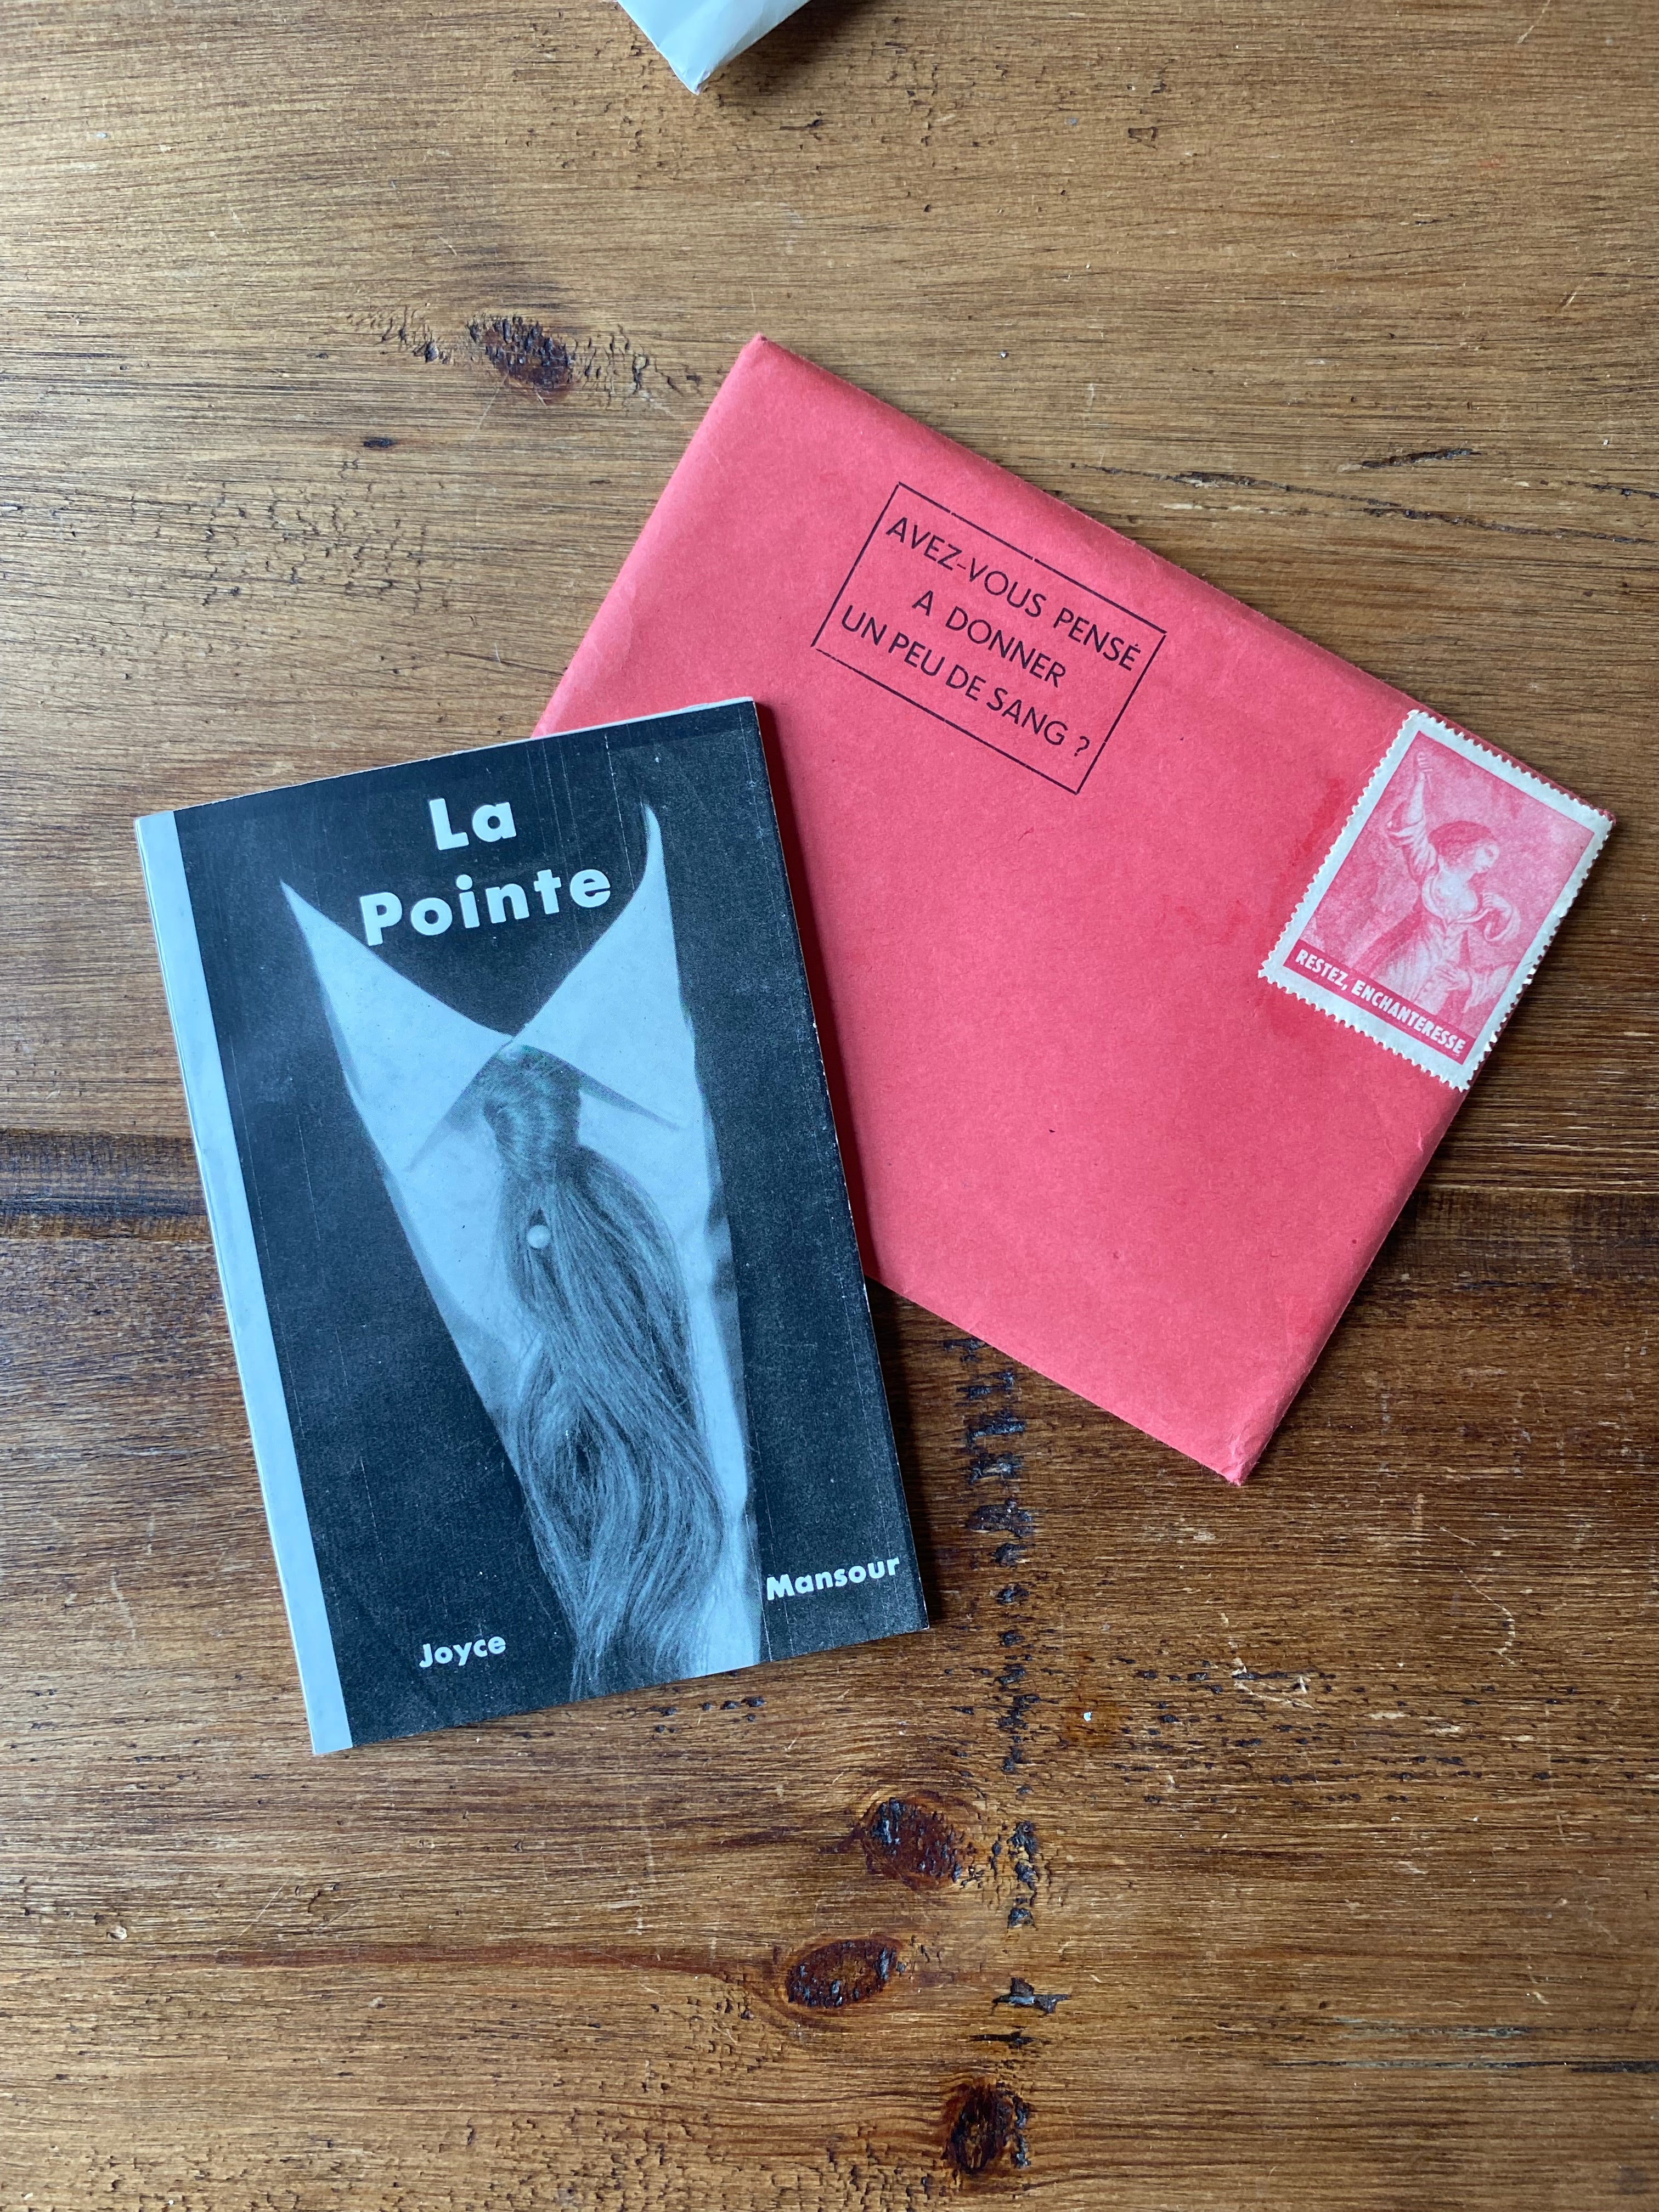 AVEZ-VOUS PENSÉ
A DONNER
UN PEU DE SANG ?
RESTEZ, ENCHANTERESSE
La
Pointe
Joyce
Mansour